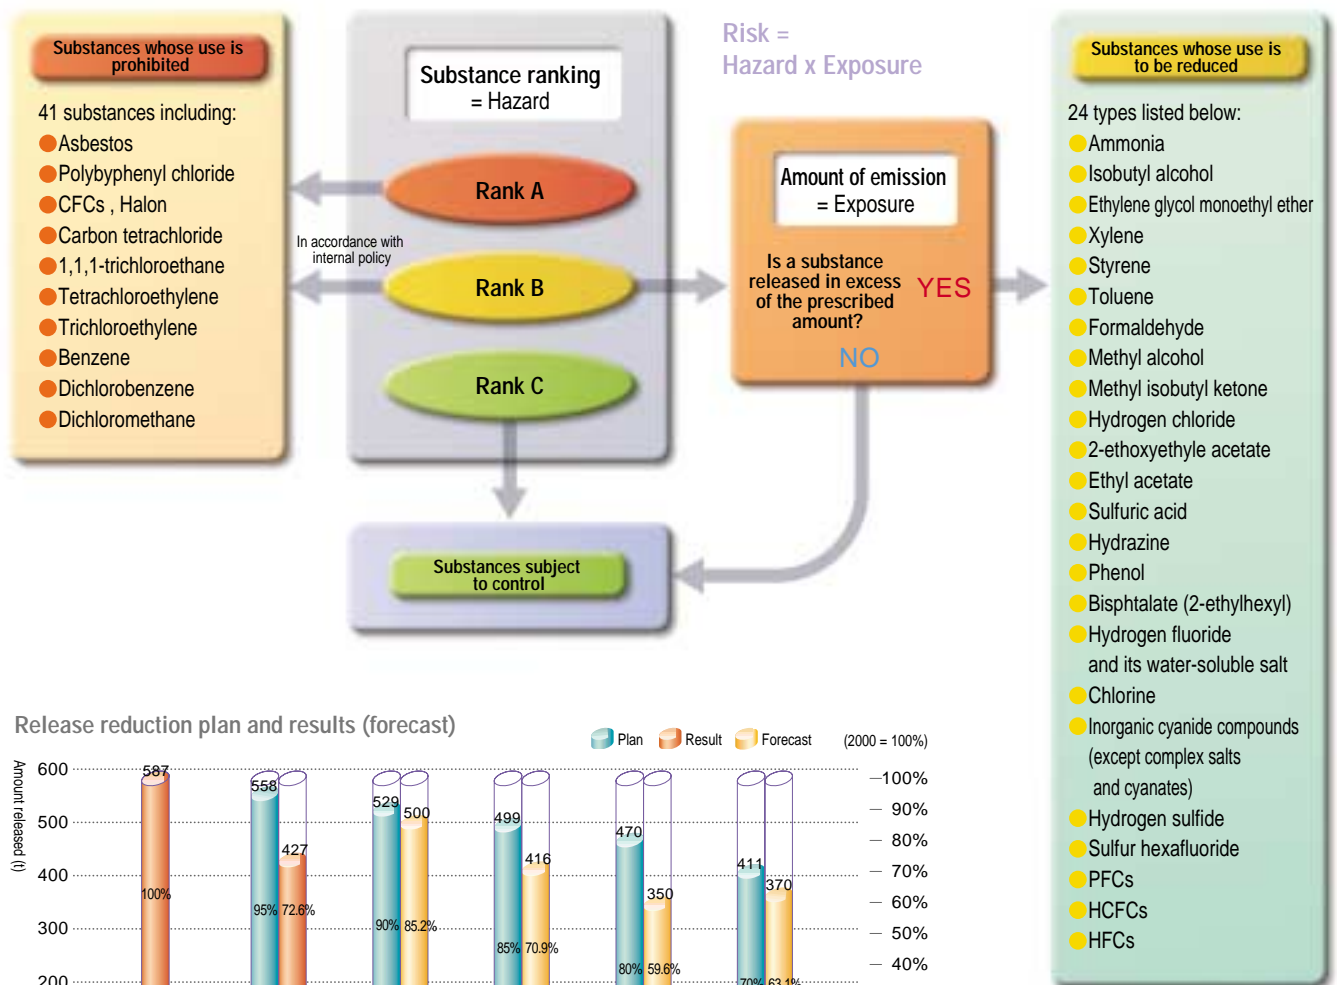 Substances whose use is
prohibited
41 substances including:
Asbestos
Polybyphenyl chloride
CFCs , Halon
Carbon tetrachloride
1,1,1-trichloroethane
Tetrachloroethylene
Trichloroethylene
Benzene
Dichlorobenzene
Dichloromethane
Substance ranking
= Hazard
Rank A
In accordance with
internal policy
Rank B
Rank C
Substances subject
to control
Risk =
Hazard x Exposure
Amount of emission
= Exposure
Is a substance
released in excess
of the prescribed
amount?
YES
NO
Substances whose use is
to be reduced
24 types listed below:
Ammonia
Isobutyl alcohol
Ethylene glycol monoethyl ether
Xylene
Styrene
Toluene
Formaldehyde
Methyl alcohol
Methyl isobutyl ketone
Hydrogen chloride
2-ethoxyethyle acetate
Ethyl acetate
Sulfuric acid
Hydrazine
Phenol
Bisphtalate (2-ethylhexyl)
Hydrogen fluoride
and its water-soluble salt
Chlorine
Inorganic cyanide compounds
(except complex salts
and cyanates)
Hydrogen sulfide
Sulfur hexafluoride
PFCs
HCFCs
HFCs
Release reduction plan and results (forecast)
Plan Result Forecast (2000 = 100%)
Amount released (t)
600
500
400
300
200
587
100%
558
95%
427
72.6%
529
90%
500
85.2%
499
85%
416
70.9%
470
80%
350
59.6%
411
70%
370
63.1%
100%
90%
80%
70%
60%
50%
40%